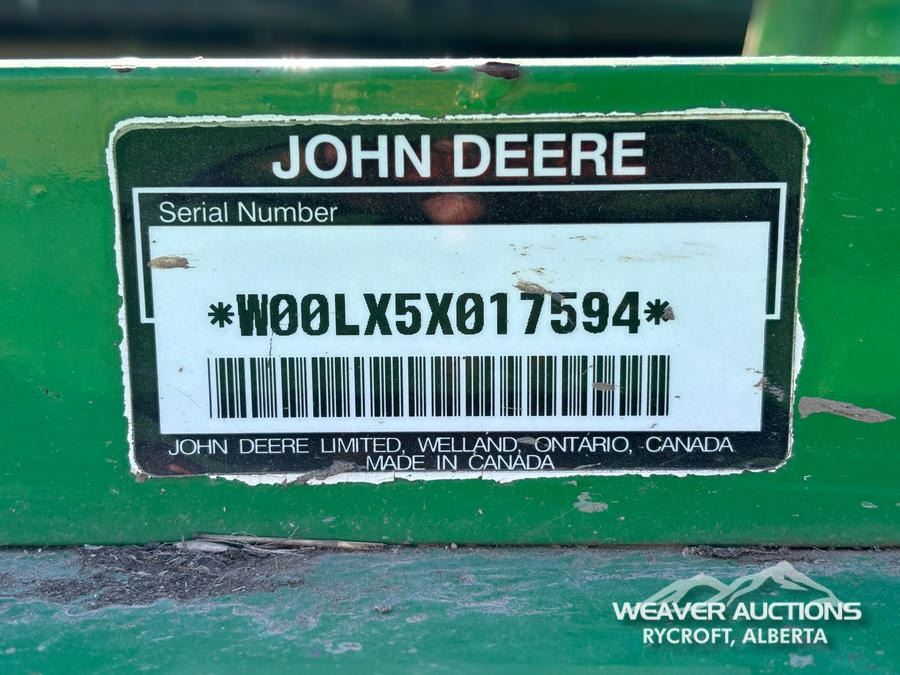 JOHN DEERE
Serial Number
*W00LX5X017594*
JOHN DEERE LIMITED, WELLAND, ONTARIO, CANADA
MADE IN CANADA
WEAVER AUCTIONS
RYCROFT, ALBERTA